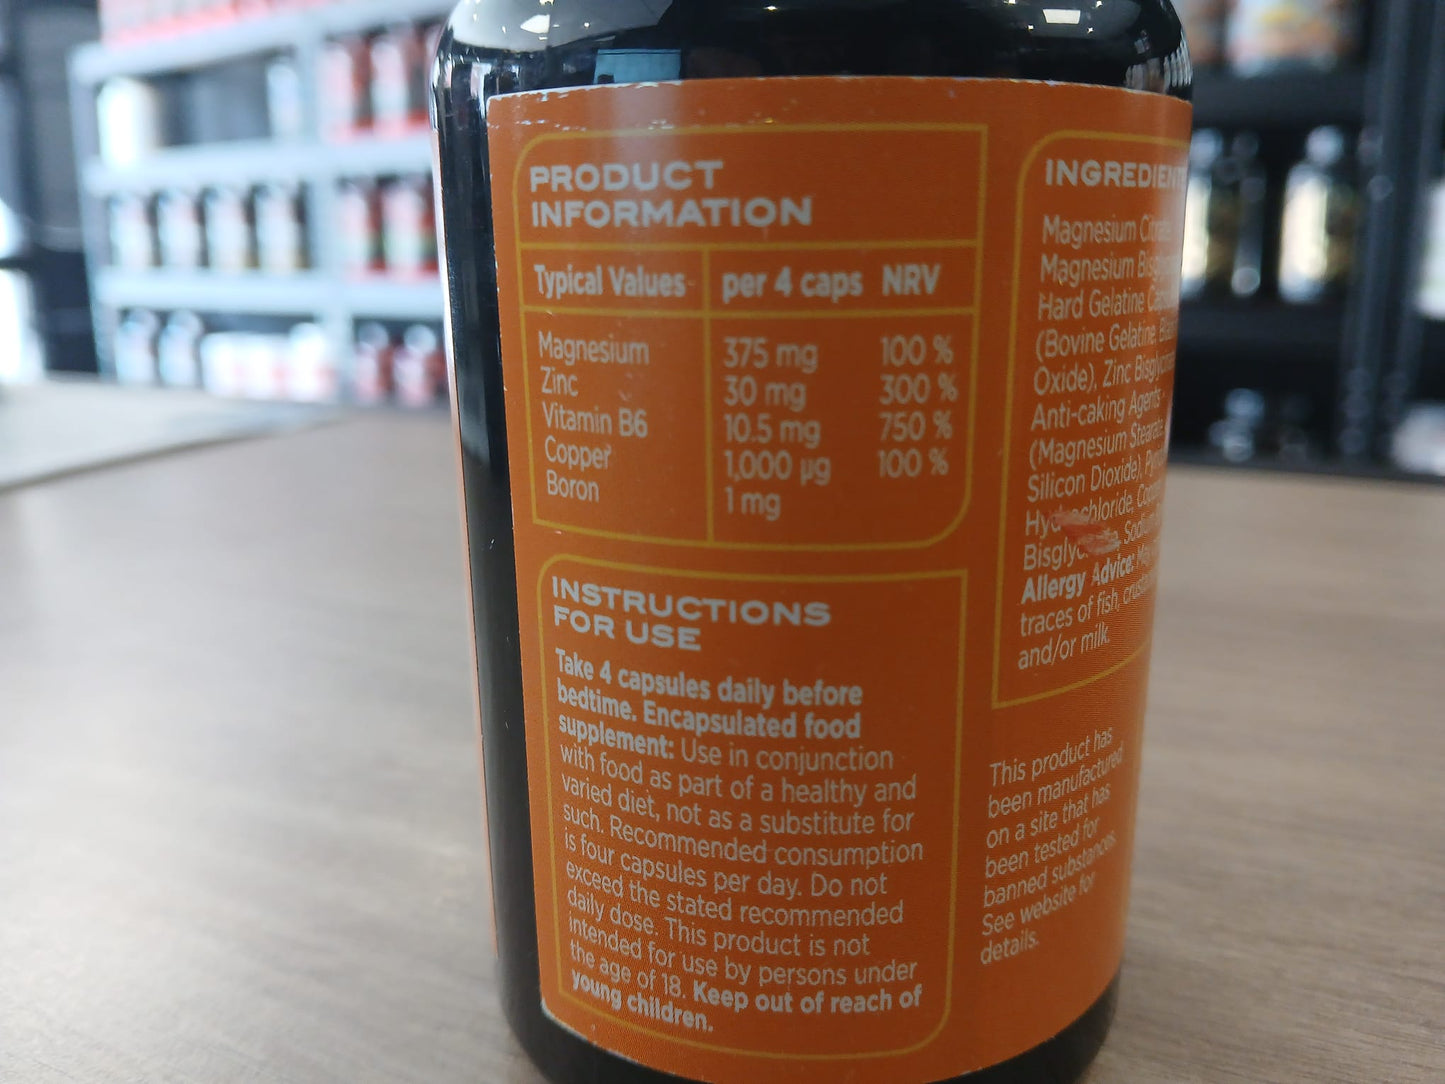 PRODUCT
INFORMATION
Typical Values per 4 caps NRV
Magnesium 375 mg 100 %
Zinc 30 mg 300 %
Vitamin B6 10.5 mg 750 %
Copper 1,000 µg 100 %
Boron 1 mg
INSTRUCTIONS
FOR USE
Take 4 capsules daily before
bedtime. Encapsulated food
supplement: Use in conjunction
with food as part of a healthy and
varied diet, not as a substitute for
such. Recommended consumption
is four capsules per day. Do not
exceed the stated recommended
daily dose. This product is not
intended for use by persons under
the age of 18. Keep out of reach of
young children.
Magnesium
Magnesium
Hard Gelatine
(Bovine Gelatine,
Oxide), Zinc
Anti-caking Agents
(Magnesium Stearate,
Silicon Dioxide),
Allergy Advice:
traces of fish,
and/or milk.
This product has
been manufactured
on a site that has
been tested for
banned substances.
See website for
details.